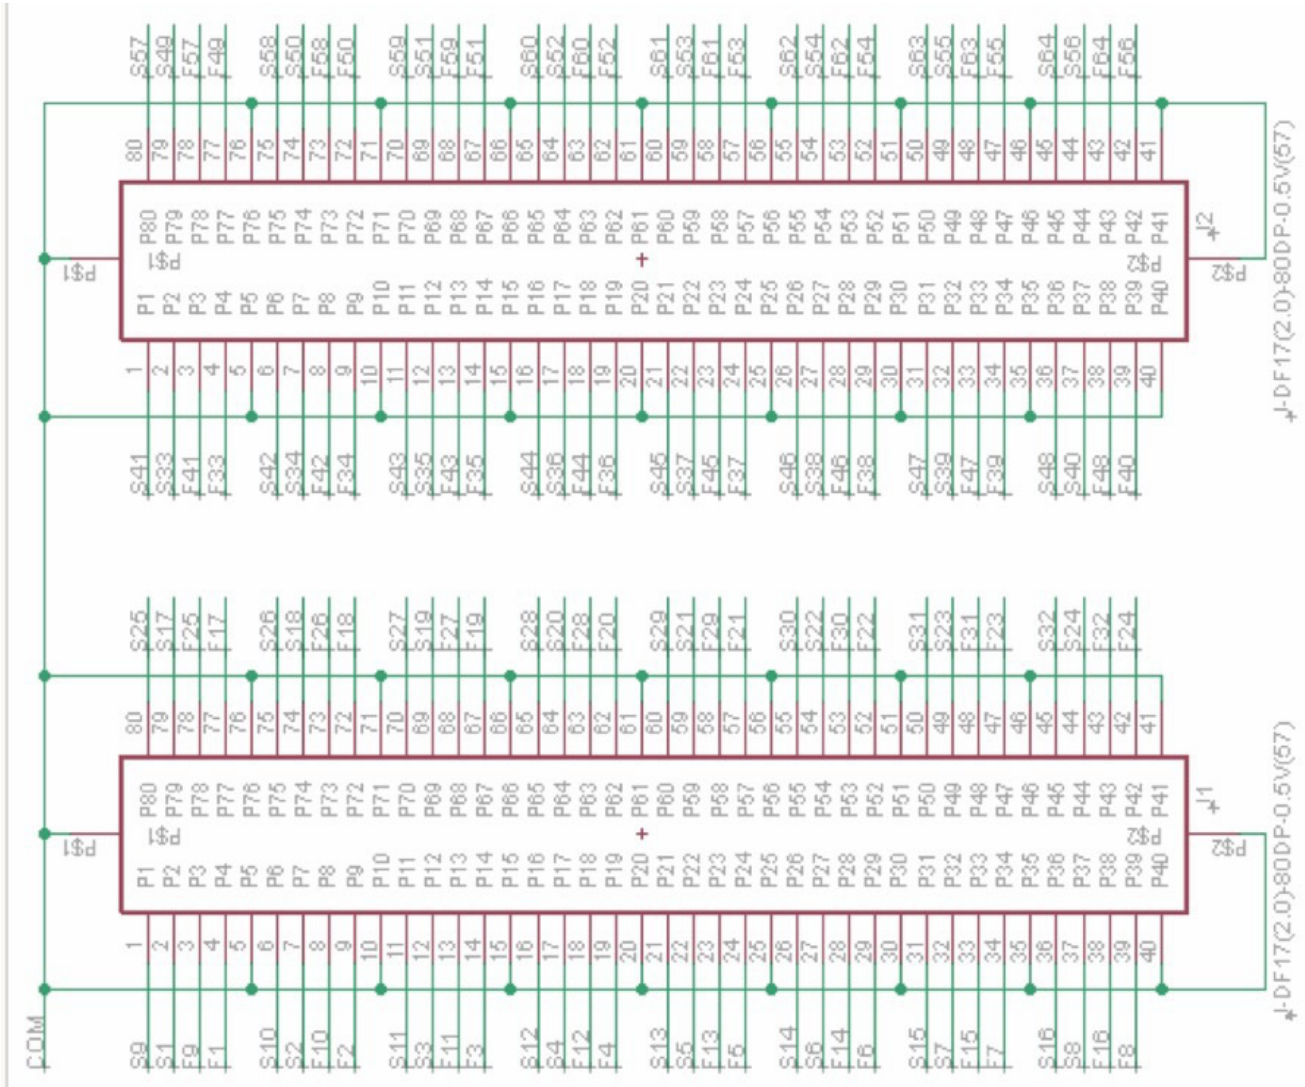 S57 S49 F57 F49 S58 S50 F58 F50 S59 S51 F59 F51 S60 S52 F60 F52 S61 S53 F61 F53 S62 S54 F62 F54 S63 S55 F63 F55 S64 S56 F64 F56
80 79 78 77 76 75 74 73 72 71 70 69 68 67 66 65 64 63 62 61 60 59 58 57 56 55 54 53 52 51 50 49 48 47 46 45 44 43 42 41
P80 P79 P78 P77 P76 P75 P74 P73 P72 P71 P70 P69 P68 P67 P66 P65 P64 P63 P62 P61 P60 P59 P58 P57 P56 P55 P54 P53 P52 P51 P50 P49 P48 P47 P46 P45 P44 P43 P42 P41
J2
P$1 P$1 P$2 P$2
P1 P2 P3 P4 P5 P6 P7 P8 P9 P10 P11 P12 P13 P14 P15 P16 P17 P18 P19 P20 P21 P22 P23 P24 P25 P26 P27 P28 P29 P30 P31 P32 P33 P34 P35 P36 P37 P38 P39 P40
1 2 3 4 5 6 7 8 9 10 11 12 13 14 15 16 17 18 19 20 21 22 23 24 25 26 27 28 29 30 31 32 33 34 35 36 37 38 39 40
J-DF17(2.0)-80DP-0.5V(57)
S41 S33 F41 F33 S42 S34 F42 F34 S43 S35 F43 F35 S44 S36 F44 F36 S45 S37 F45 F37 S46 S38 F46 F38 S47 S39 F47 F39 S48 S40 F48 F40
S25 S17 F25 F17 S26 S18 F26 F18 S27 S19 F27 F19 S28 S20 F28 F20 S29 S21 F29 F21 S30 S22 F30 F22 S31 S23 F31 F23 S32 S24 F32 F24
80 79 78 77 76 75 74 73 72 71 70 69 68 67 66 65 64 63 62 61 60 59 58 57 56 55 54 53 52 51 50 49 48 47 46 45 44 43 42 41
P80 P79 P78 P77 P76 P75 P74 P73 P72 P71 P70 P69 P68 P67 P66 P65 P64 P63 P62 P61 P60 P59 P58 P57 P56 P55 P54 P53 P52 P51 P50 P49 P48 P47 P46 P45 P44 P43 P42 P41
J1
P$1 P$1 P$2 P$2
P1 P2 P3 P4 P5 P6 P7 P8 P9 P10 P11 P12 P13 P14 P15 P16 P17 P18 P19 P20 P21 P22 P23 P24 P25 P26 P27 P28 P29 P30 P31 P32 P33 P34 P35 P36 P37 P38 P39 P40
1 2 3 4 5 6 7 8 9 10 11 12 13 14 15 16 17 18 19 20 21 22 23 24 25 26 27 28 29 30 31 32 33 34 35 36 37 38 39 40
J-DF17(2.0)-80DP-0.5V(57)
COM
S9 S1 F9 F1 S10 S2 F10 F2 S11 S3 F11 F3 S12 S4 F12 F4 S13 S5 F13 F5 S14 S6 F14 F6 S15 S7 F15 F7 S16 S8 F16 F8